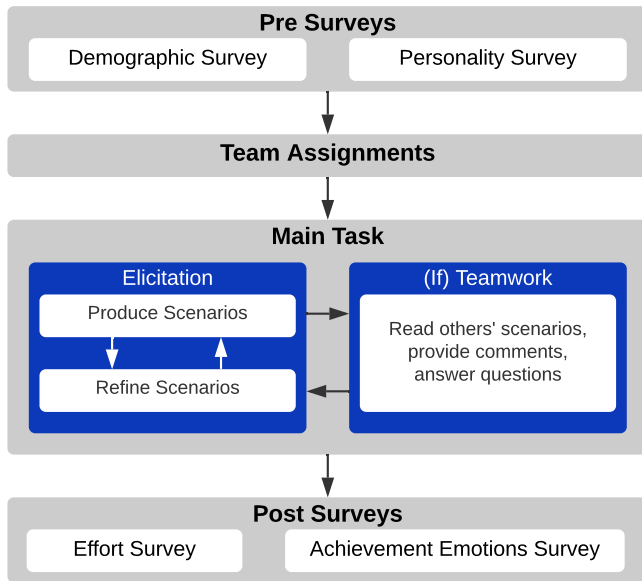 Pre Surveys
Demographic Survey
Personality Survey
Team Assignments
Main Task
Elicitation
Produce Scenarios
Refine Scenarios
(If) Teamwork
Read others' scenarios,
provide comments,
answer questions
Post Surveys
Effort Survey
Achievement Emotions Survey